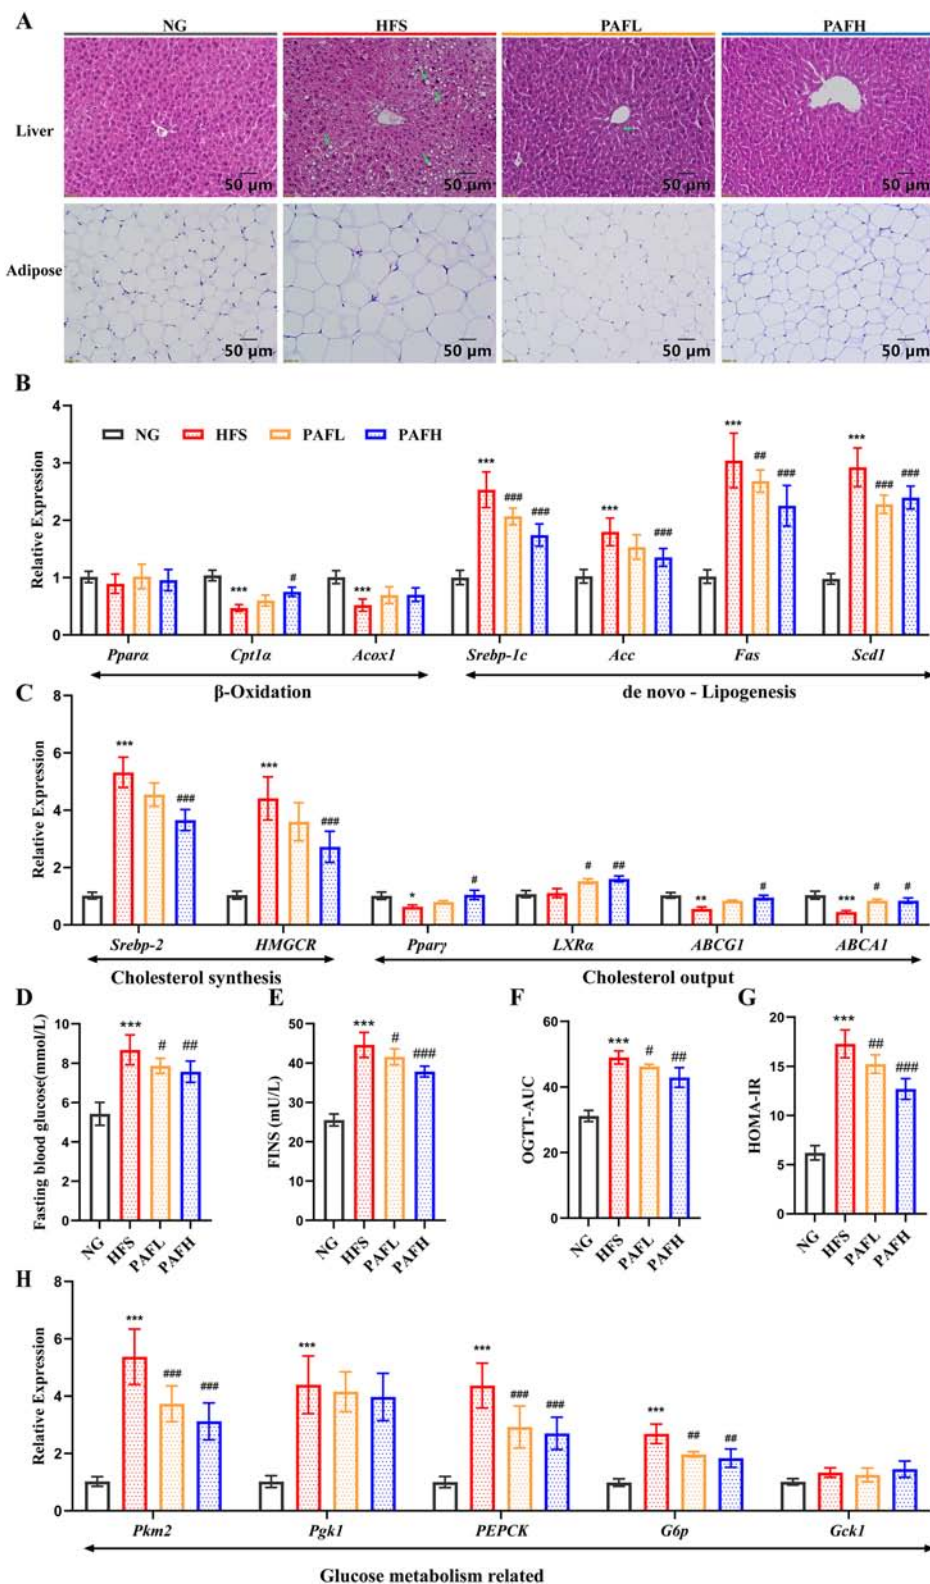 A
NG HFS PAFL PAFH
Liver
50 μm 50 μm 50 μm 50 μm
Adipose
50 μm 50 μm 50 μm 50 μm
B
Relative Expression
4
3
2
1
0
NG HFS PAFL PAFH
*** # *** *** ### ### *** ### *** ## ### *** ### ###
Pparα Cpt1α Acox1 Srebp-1c Acc Fas Scd1
β-Oxidation de novo - Lipogenesis
C
Relative Expression
8
6
4
2
0
*** ### *** ### * # # ## ** # *** # #
Srebp-2 HMGCR Pparγ LXRα ABCG1 ABCA1
Cholesterol synthesis Cholesterol output
D
Fasting blood glucose(mmol/L)
10
8
6
4
2
0
*** # ##
NG HFS PAFL PAFH
E
FINS (mU/L)
50
40
30
20
10
0
*** # ###
NG HFS PAFL PAFH
F
OGTT-AUC
60
40
20
0
*** # ##
NG HFS PAFL PAFH
G
HOMA-IR
20
15
10
5
0
*** ## ###
NG HFS PAFL PAFH
H
Relative Expression
8
6
4
2
0
*** ### ### *** *** ### ### *** ## ##
Pkm2 Pgk1 PEPCK G6p Gck1
Glucose metabolism related